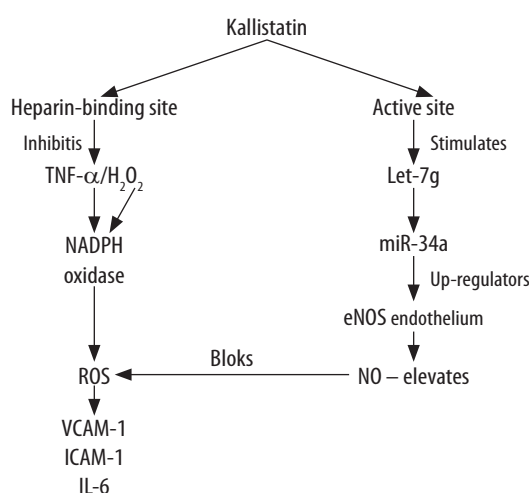 Kallistatin
Heparin-binding site
Active site
Inhibitis
Stimulates
TNF-α/H₂O₂
Let-7g
NADPH
oxidase
miR-34a
Up-regulators
eNOS endothelium
Bloks
ROS
NO – elevates
VCAM-1
ICAM-1
IL-6